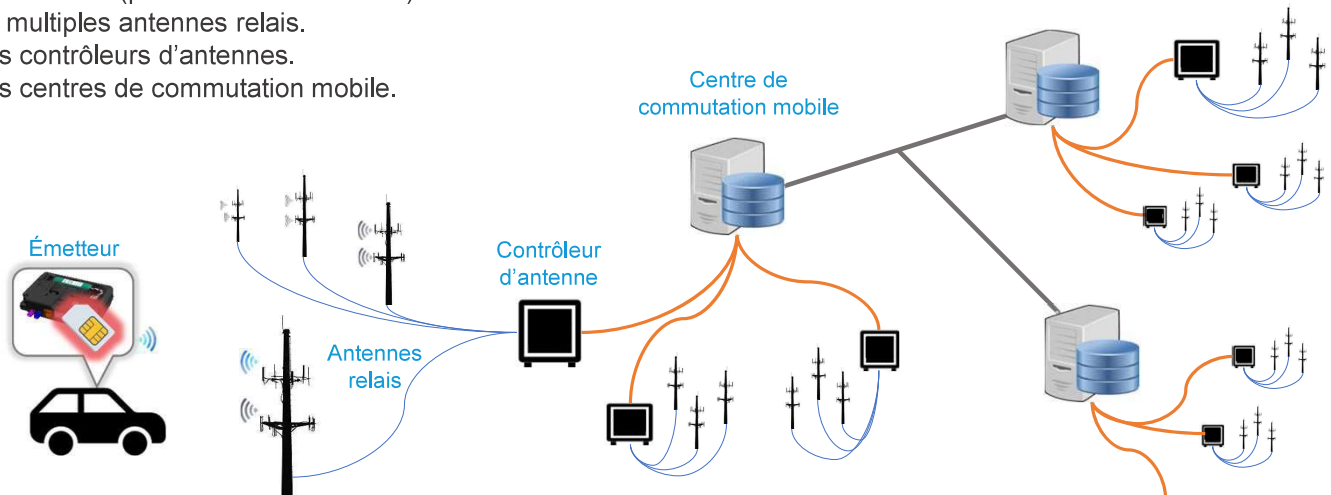 multiples antennes relais.
s contrôleurs d’antennes.
s centres de commutation mobile.
Centre de
commutation mobile
Émetteur
Contrôleur
d’antenne
Antennes
relais